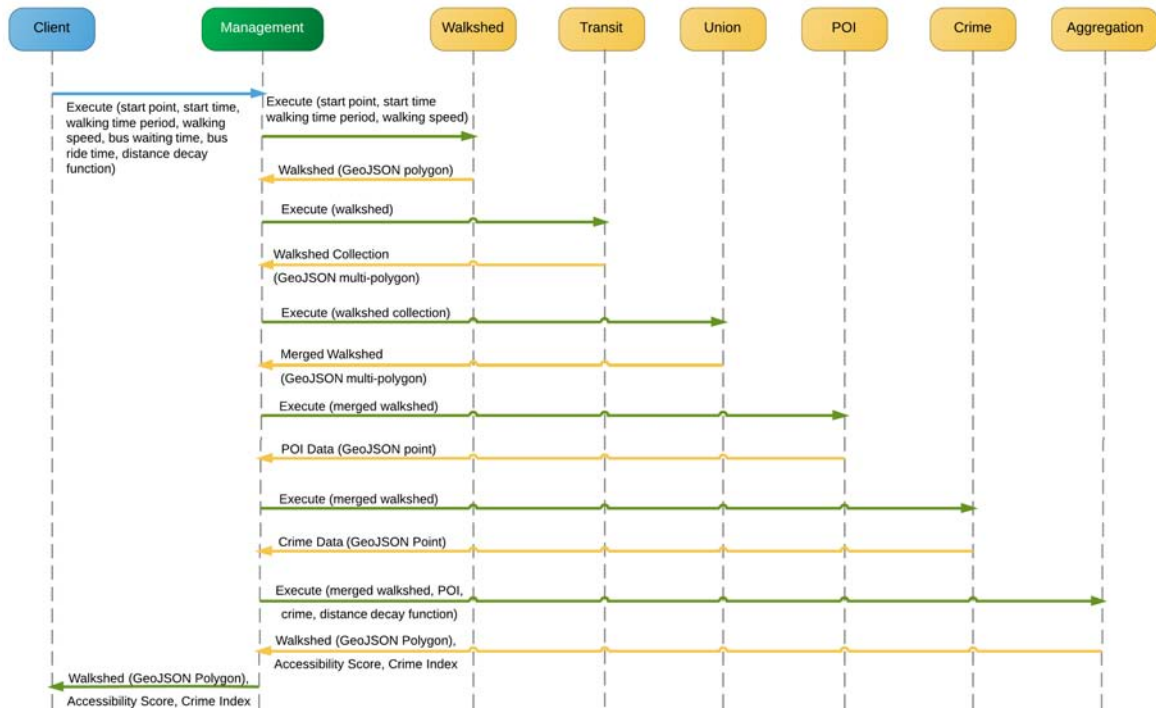 Client
Management
Walkshed
Transit
Union
POI
Crime
Aggregation
Execute (start point, start time,
walking time period, walking
speed, bus waiting time, bus
ride time, distance decay
function)
Execute (start point, start time
walking time period, walking speed)
Walkshed (GeoJSON polygon)
Execute (walkshed)
Walkshed Collection
(GeoJSON multi-polygon)
Execute (walkshed collection)
Merged Walkshed
(GeoJSON multi-polygon)
Execute (merged walkshed)
POI Data (GeoJSON point)
Execute (merged walkshed)
Crime Data (GeoJSON Point)
Execute (merged walkshed, POI,
crime, distance decay function)
Walkshed (GeoJSON Polygon),
Accessibility Score, Crime Index
Walkshed (GeoJSON Polygon),
Accessibility Score, Crime Index